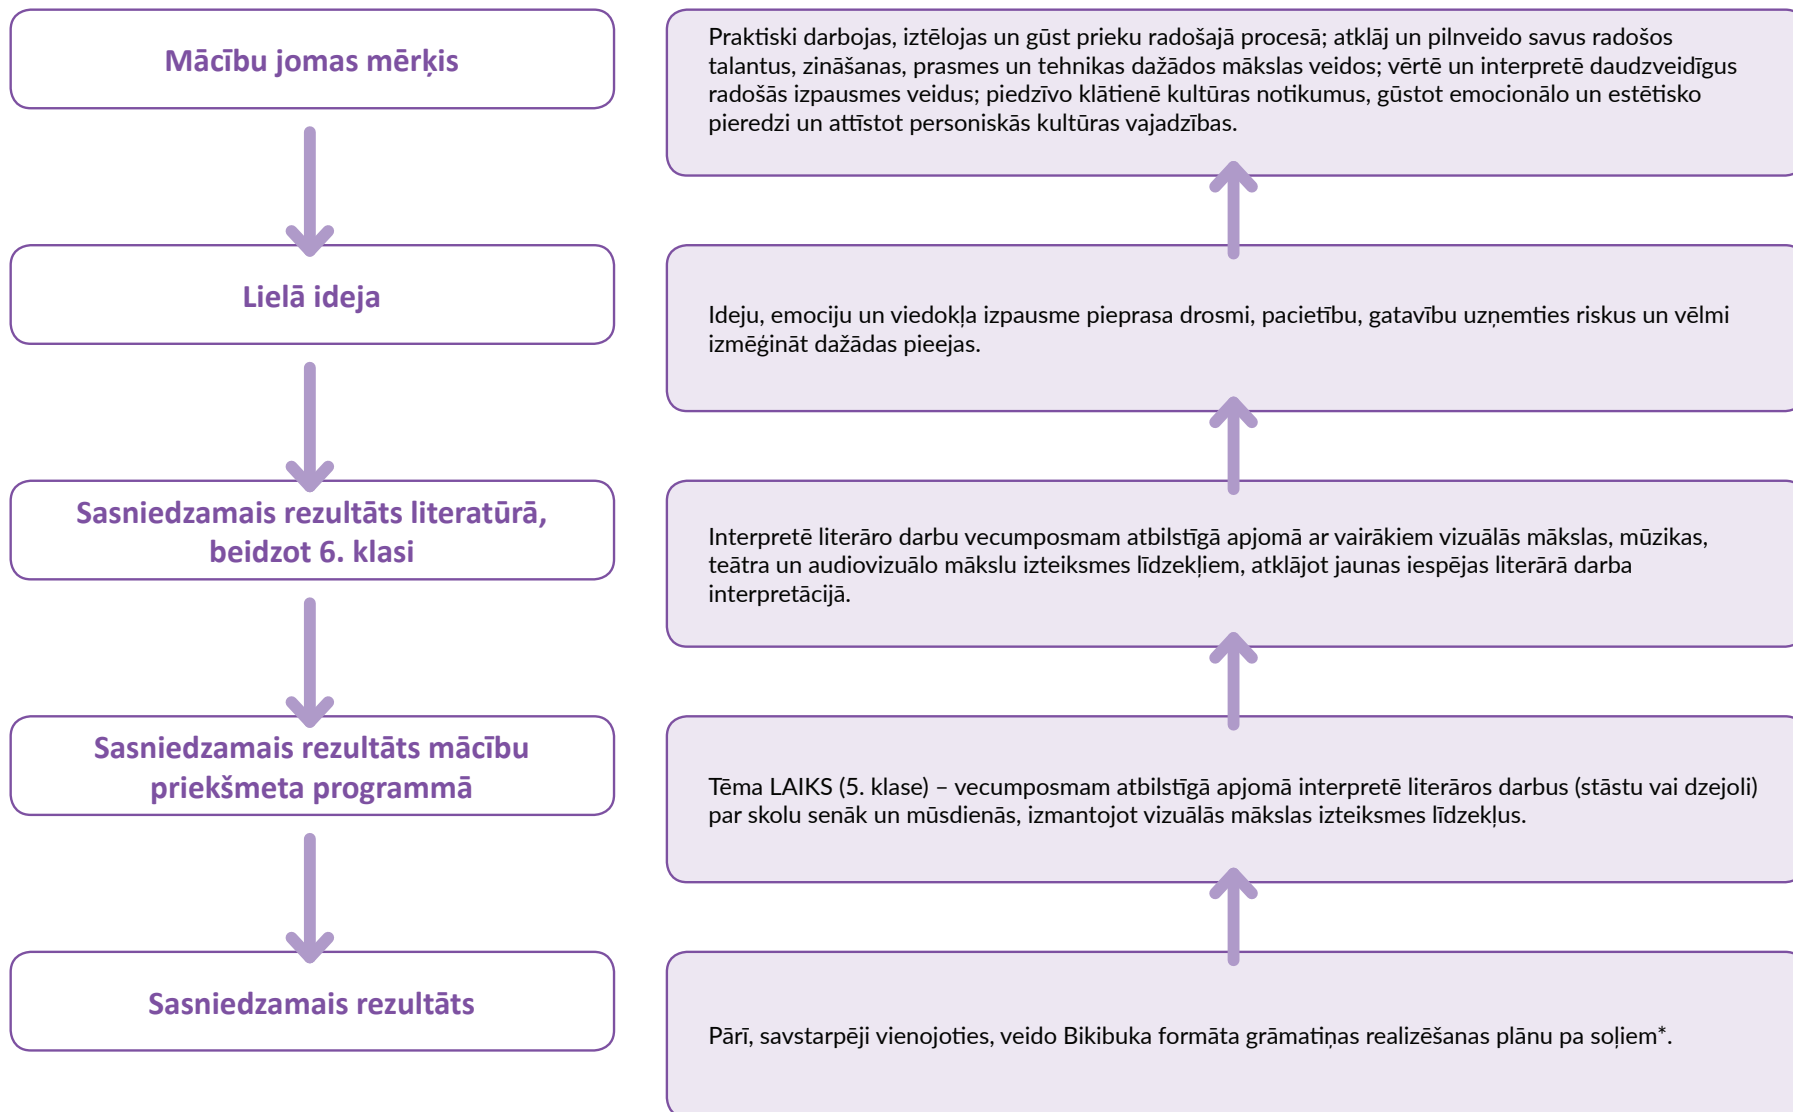 Mācību jomas mērķis
Praktiski darbojas, iztēlojas un gūst prieku radošajā procesā; atklāj un pilnveido savus radošos
talantus, zināšanas, prasmes un tehnikas dažādos mākslas veidos; vērtē un interpretē daudzveidīgus
radošās izpausmes veidus; piedzīvo klātienē kultūras notikumus, gūstot emocionālo un estētisko
pieredzi un attīstot personiskās kultūras vajadzības.
Lielā ideja
Ideju, emociju un viedokļa izpausme pieprasa drosmi, pacietību, gatavību uzņemties riskus un vēlmi
izmēģināt dažādas pieejas.
Sasniedzamais rezultāts literatūrā,
beidzot 6. klasi
Interpretē literāro darbu vecumposmam atbilstīgā apjomā ar vairākiem vizuālās mākslas, mūzikas,
teātra un audiovizuālo mākslu izteiksmes līdzekļiem, atklājot jaunas iespējas literārā darba
interpretācijā.
Sasniedzamais rezultāts mācību
priekšmeta programmā
Tēma LAIKS (5. klase) – vecumposmam atbilstīgā apjomā interpretē literāros darbus (stāstu vai dzejoli)
par skolu senāk un mūsdienās, izmantojot vizuālās mākslas izteiksmes līdzekļus.
Sasniedzamais rezultāts
Pārī, savstarpēji vienojoties, veido Bikibuka formāta grāmatiņas realizēšanas plānu pa soļiem*.